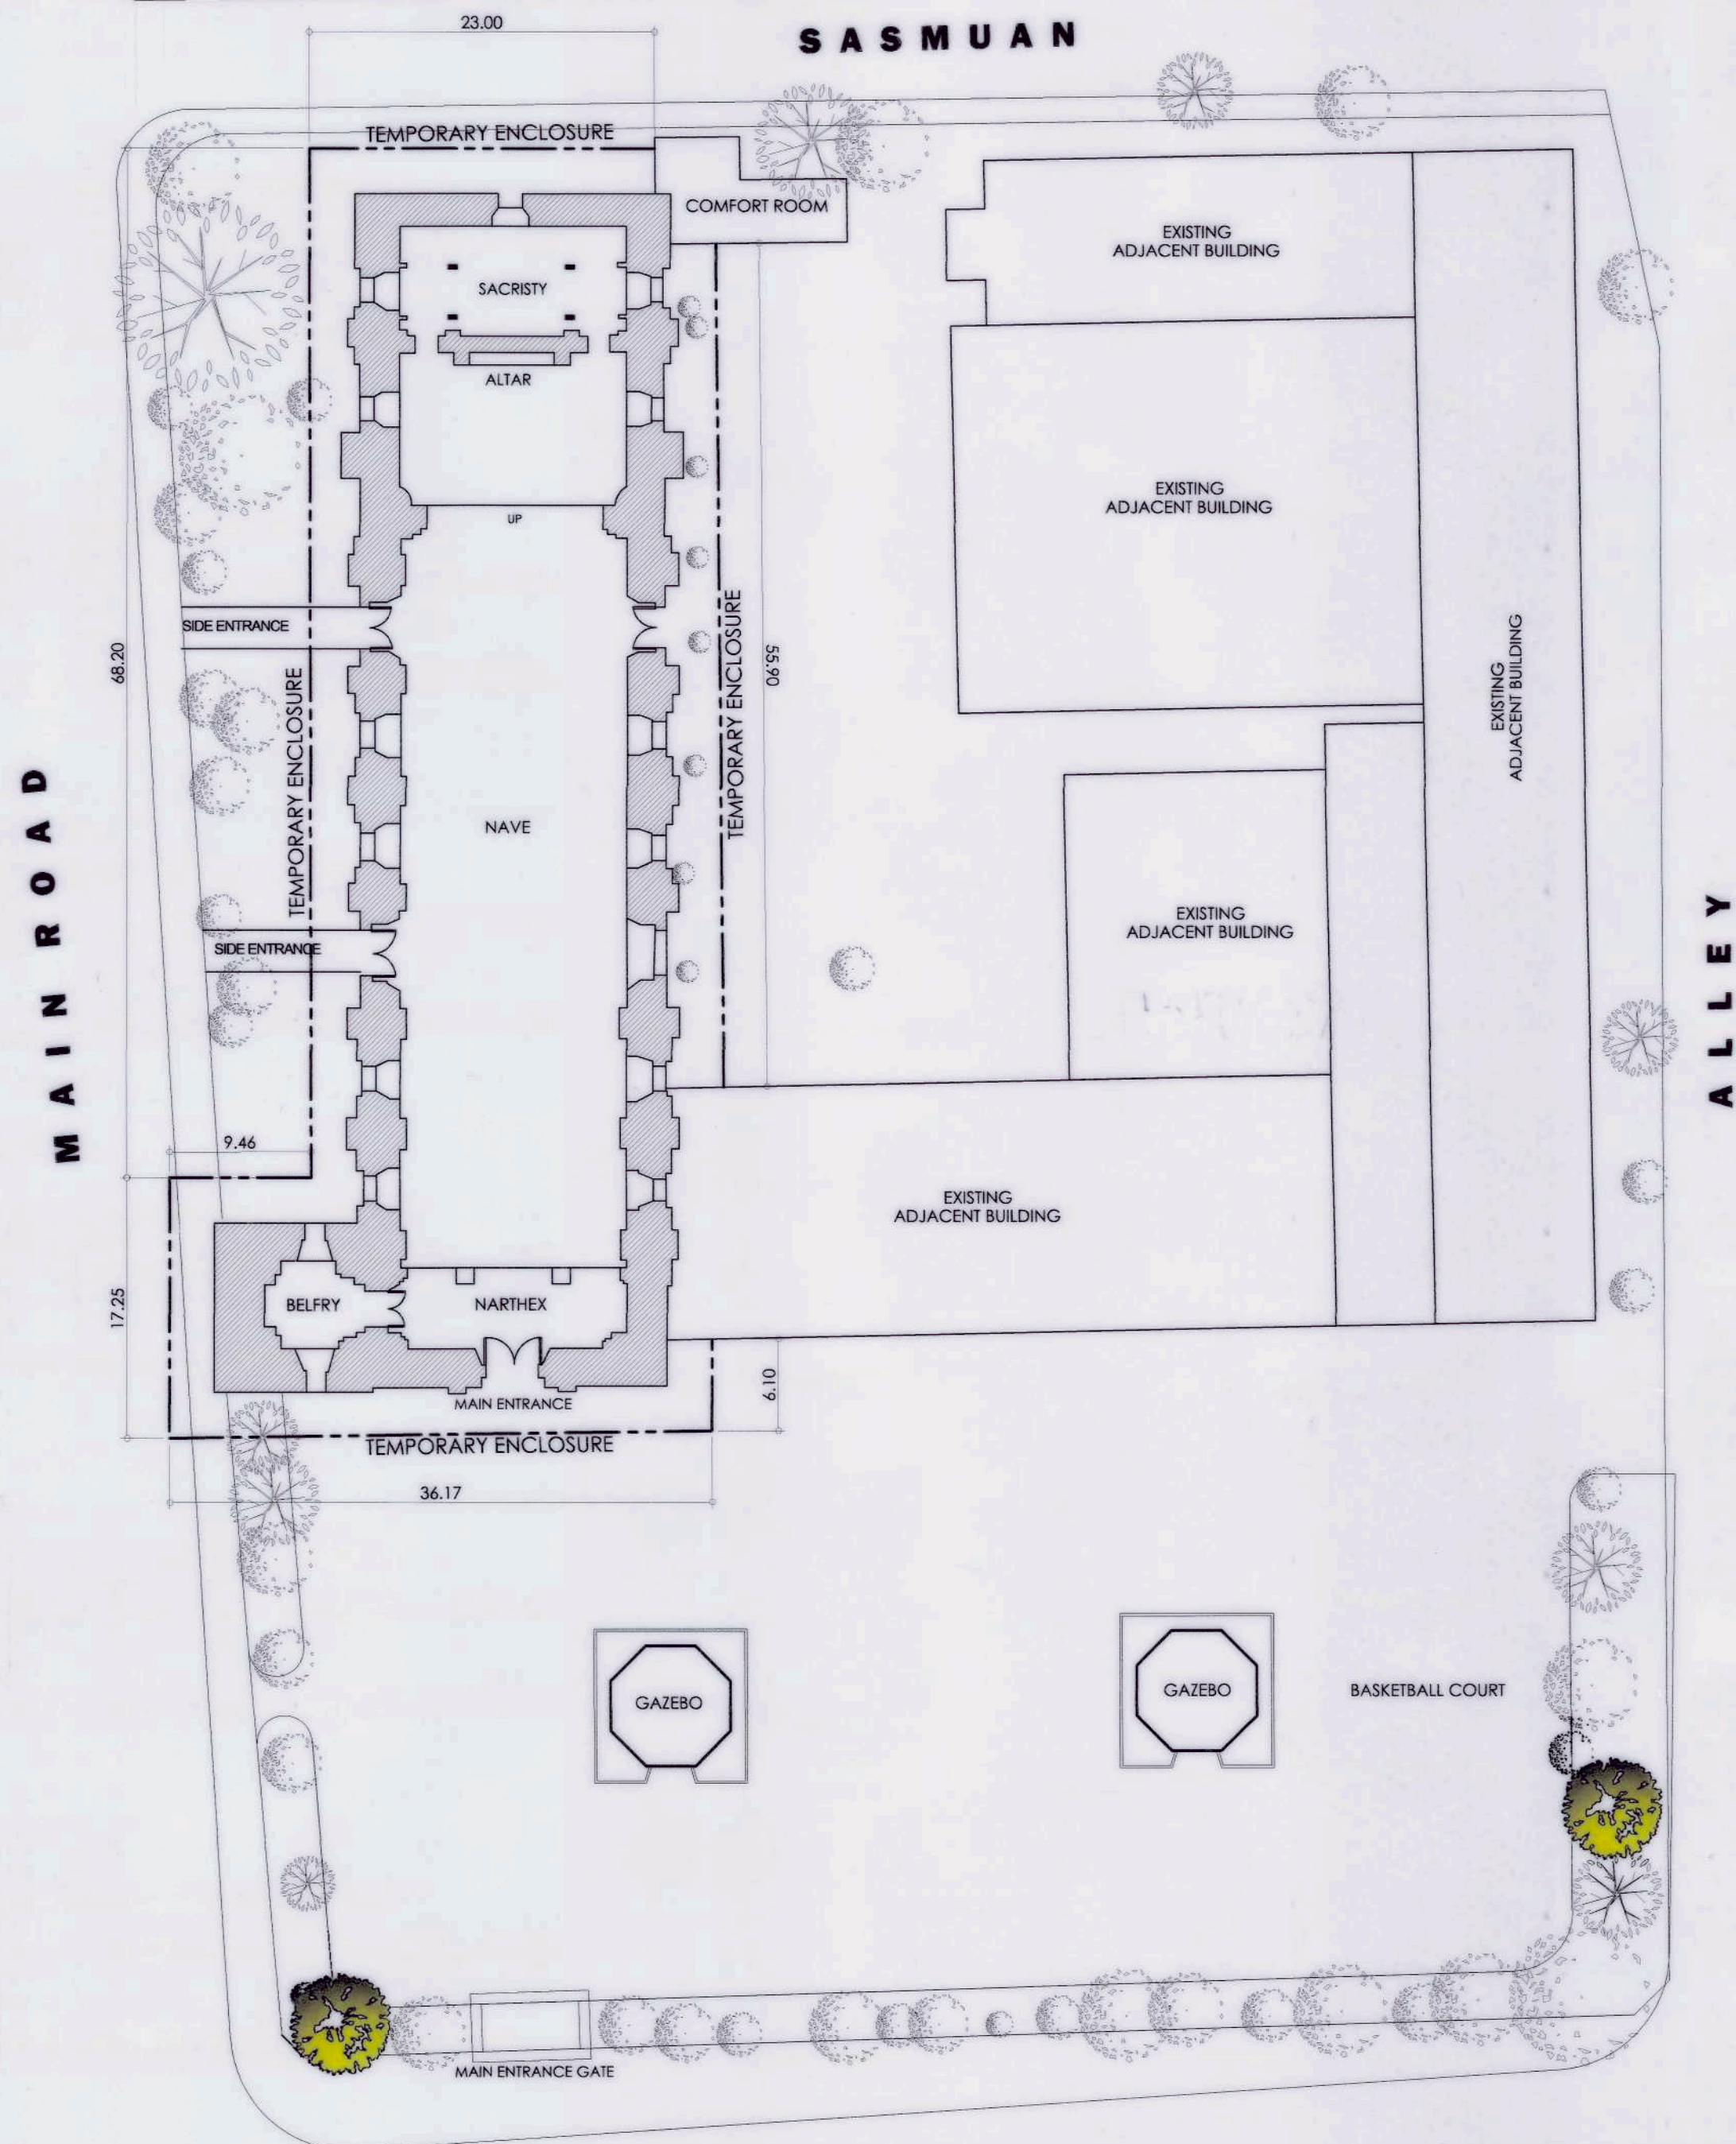 23.00
SASMUAN
TEMPORARY ENCLOSURE
COMFORT ROOM
EXISTING
ADJACENT BUILDING
SACRISTY
ALTAR
EXISTING
ADJACENT BUILDING
UP
SIDE ENTRANCE
68.20
TEMPORARY ENCLOSURE
TEMPORARY ENCLOSURE
55.90
EXISTING
ADJACENT BUILDING
MAIN ROAD
NAVE
EXISTING
ADJACENT BUILDING
ALLEY
SIDE ENTRANCE
9.46
EXISTING
ADJACENT BUILDING
17.25
BELFRY
NARTHEX
6.10
MAIN ENTRANCE
TEMPORARY ENCLOSURE
36.17
GAZEBO
GAZEBO
BASKETBALL COURT
MAIN ENTRANCE GATE